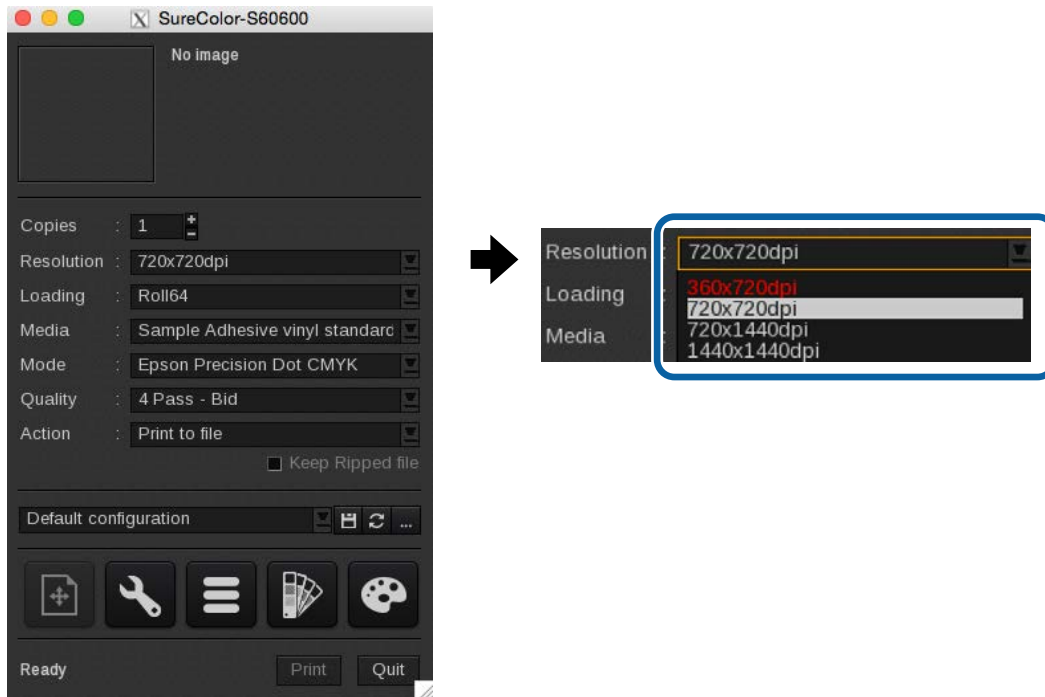 SureColor-S60600
No image
Copies : 1
Resolution : 720x720dpi
Loading : Roll64
Media : Sample Adhesive vinyl standard
Mode : Epson Precision Dot CMYK
Quality : 4 Pass - Bid
Action : Print to file
Keep Ripped file
Default configuration
...
Ready
Print
Quit
Resolution : 720x720dpi
360x720dpi
Loading :
720x720dpi
720x1440dpi
Media :
1440x1440dpi